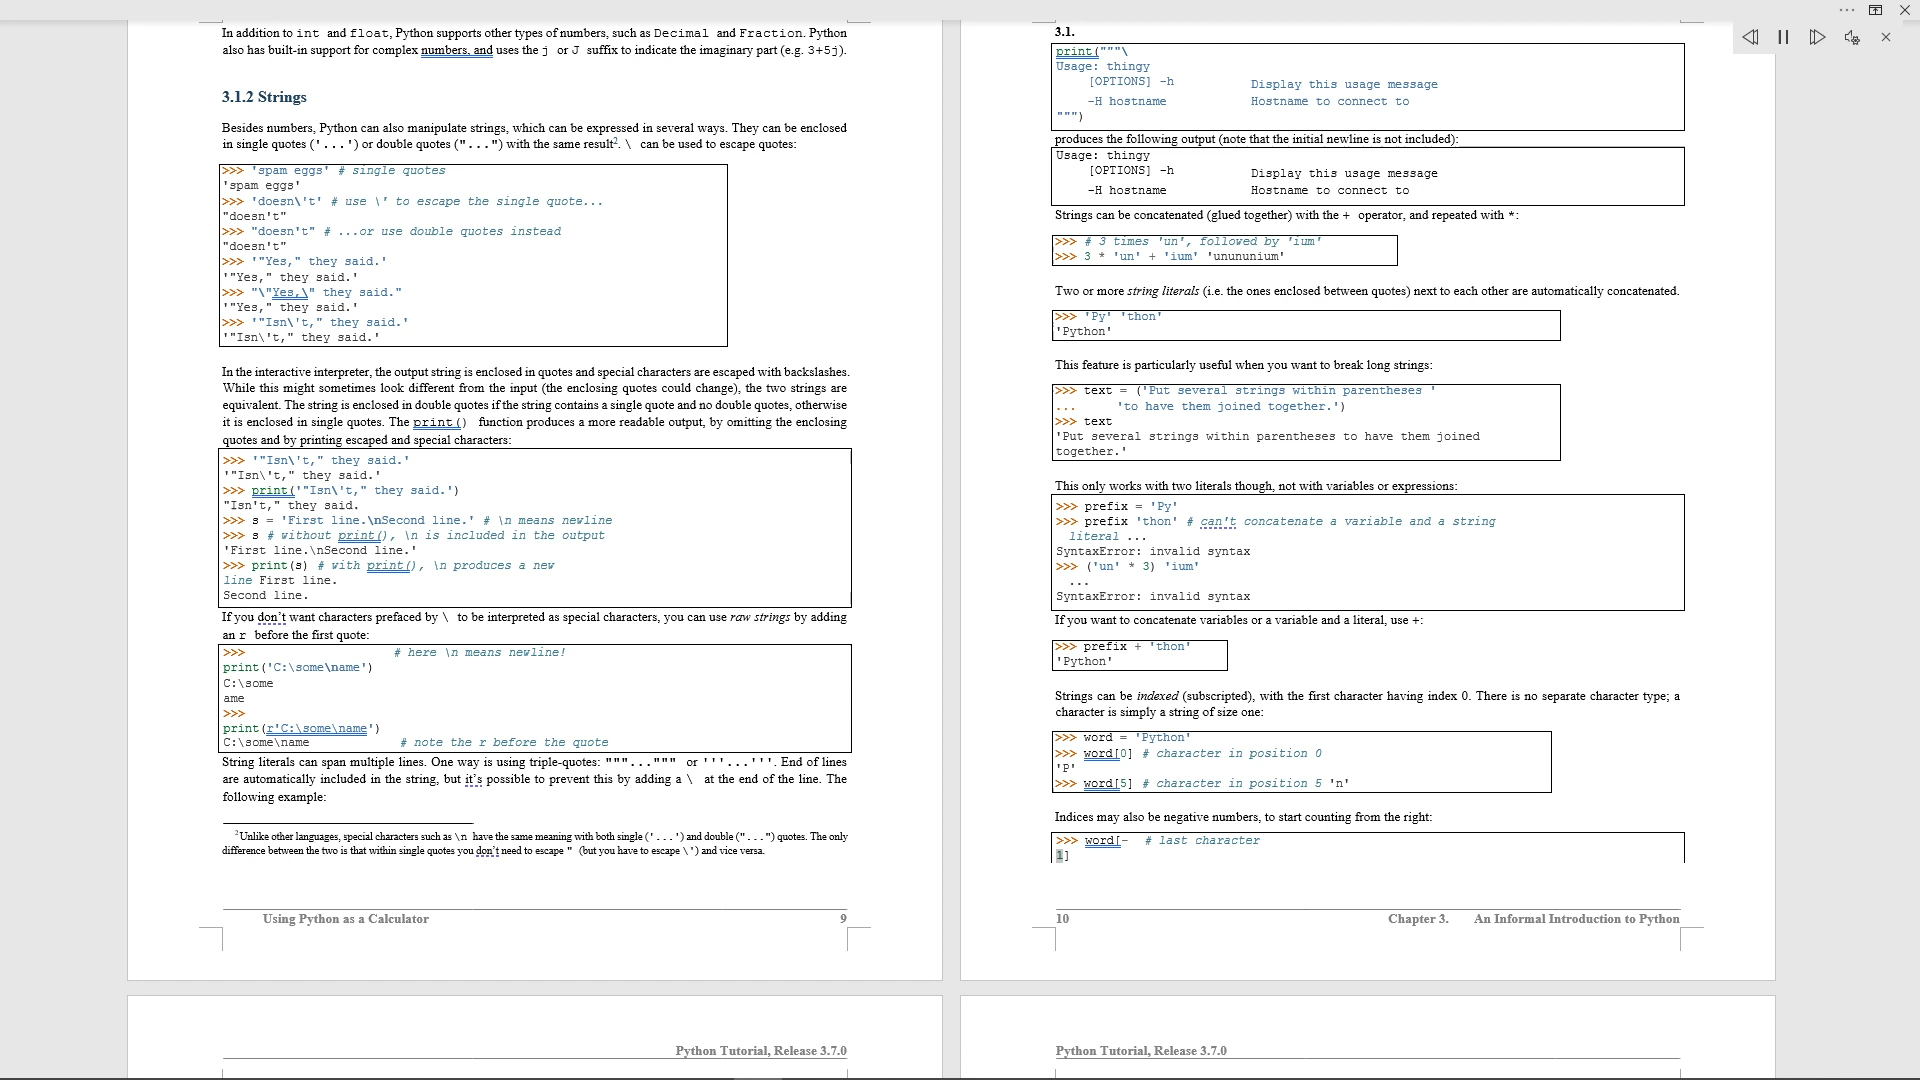 In addition to int and float, Python supports other types of numbers, such as Decimal and Fraction. Python
also has built-in support for complex numbers, and uses the j or J suffix to indicate the imaginary part (e.g. 3+5j).
3.1.2 Strings
Besides numbers, Python can also manipulate strings, which can be expressed in several ways. They can be enclosed
in single quotes ('...') or double quotes ("...") with the same result2. \ can be used to escape quotes:
>>> 'spam eggs' # single quotes
'spam eggs'
>>> 'doesn\'t' # use \' to escape the single quote...
"doesn't"
>>> "doesn't" # ...or use double quotes instead
"doesn't"
>>> '"Yes," they said.'
'"Yes," they said.'
>>> "\"Yes,\" they said."
'"Yes," they said.'
>>> '"Isn\'t," they said.'
'"Isn\'t," they said.'
In the interactive interpreter, the output string is enclosed in quotes and special characters are escaped with backslashes.
While this might sometimes look different from the input (the enclosing quotes could change), the two strings are
equivalent. The string is enclosed in double quotes if the string contains a single quote and no double quotes, otherwise
it is enclosed in single quotes. The print() function produces a more readable output, by omitting the enclosing
quotes and by printing escaped and special characters:
>>> '"Isn\'t," they said.'
'"Isn\'t," they said.'
>>> print('"Isn\'t," they said.')
"Isn't," they said.
>>> s = 'First line.\nSecond line.' # \n means newline
>>> s # without print(), \n is included in the output
'First line.\nSecond line.'
>>> print(s) # with print(), \n produces a new
line First line.
Second line.
If you don't want characters prefaced by \ to be interpreted as special characters, you can use raw strings by adding
an r before the first quote:
>>> # here \n means newline!
print('C:\some\name')
C:\some
ame
>>>
print(r'C:\some\name')
C:\some\name # note the r before the quote
String literals can span multiple lines. One way is using triple-quotes: """...""" or '''...'''. End of lines
are automatically included in the string, but it's possible to prevent this by adding a \ at the end of the line. The
following example:
2Unlike other languages, special characters such as \n have the same meaning with both single ('...') and double ("...") quotes. The only
difference between the two is that within single quotes you don't need to escape " (but you have to escape \') and vice versa.
Using Python as a Calculator 9
3.1.
print("""\
Usage: thingy
[OPTIONS] -h Display this usage message
-H hostname Hostname to connect to
""")
produces the following output (note that the initial newline is not included):
Usage: thingy
[OPTIONS] -h Display this usage message
-H hostname Hostname to connect to
Strings can be concatenated (glued together) with the + operator, and repeated with *:
>>> # 3 times 'un', followed by 'ium'
>>> 3 * 'un' + 'ium' 'unununium'
Two or more string literals (i.e. the ones enclosed between quotes) next to each other are automatically concatenated.
>>> 'Py' 'thon'
'Python'
This feature is particularly useful when you want to break long strings:
>>> text = ('Put several strings within parentheses '
... 'to have them joined together.')
>>> text
'Put several strings within parentheses to have them joined
together.'
This only works with two literals though, not with variables or expressions:
>>> prefix = 'Py'
>>> prefix 'thon' # can't concatenate a variable and a string
literal ...
SyntaxError: invalid syntax
>>> ('un' * 3) 'ium'
...
SyntaxError: invalid syntax
If you want to concatenate variables or a variable and a literal, use +:
>>> prefix + 'thon'
'Python'
Strings can be indexed (subscripted), with the first character having index 0. There is no separate character type; a
character is simply a string of size one:
>>> word = 'Python'
>>> word[0] # character in position 0
'P'
>>> word[5] # character in position 5 'n'
Indices may also be negative numbers, to start counting from the right:
>>> word[- # last character
1]
10 Chapter 3. An Informal Introduction to Python
Python Tutorial, Release 3.7.0
Python Tutorial, Release 3.7.0